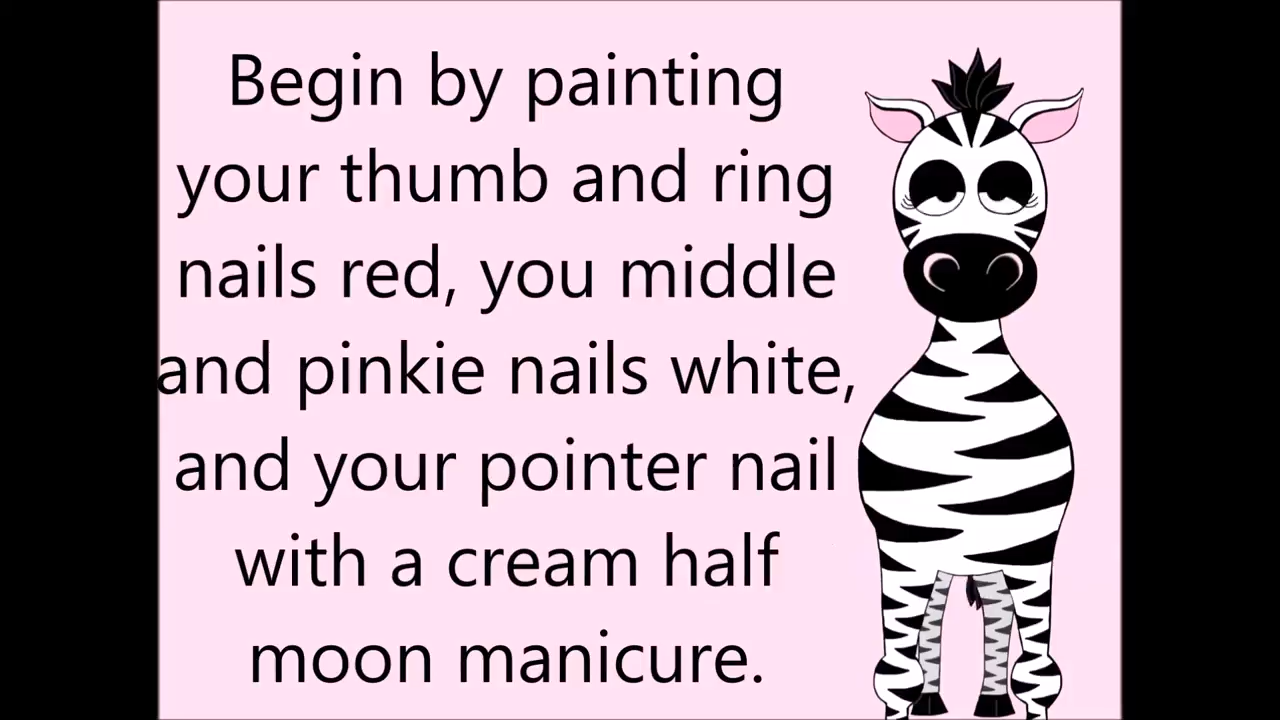 Begin by painting
your thumb and ring
nails red, you middle
and pinkie nails white,
and your pointer nail
with a cream half
moon manicure.